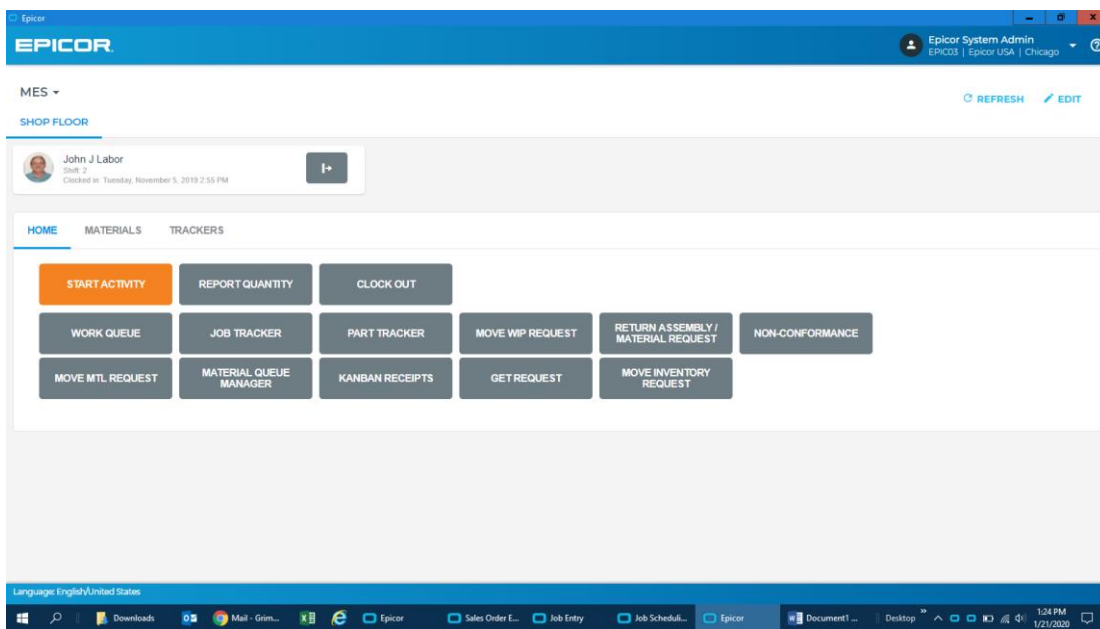 Epicor
EPICOR
Epicor System Admin
EPIC03 | Epicor USA | Chicago
MES
REFRESH
EDIT
SHOP FLOOR
John J Labor
Shift: 2
Clocked in: Tuesday, November 5, 2019 2:55 PM
HOME MATERIALS TRACKERS
START ACTIVITY REPORT QUANTITY CLOCK OUT
WORK QUEUE JOB TRACKER PART TRACKER MOVE WIP REQUEST RETURN ASSEMBLY / MATERIAL REQUEST NON-CONFORMANCE
MOVE MTL REQUEST MATERIAL QUEUE MANAGER KANBAN RECEIPTS GET REQUEST MOVE INVENTORY REQUEST
Language: English/United States
Downloads Mail - Grim... Epicor Sales Order E... Job Entry Job Scheduli... Epicor Document1 ... Desktop 1:24 PM
1/21/2020